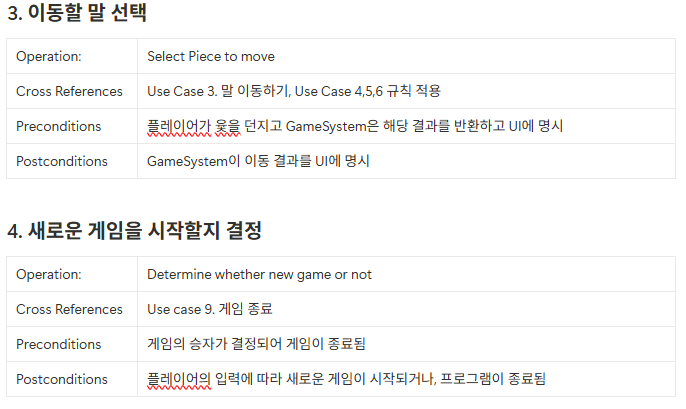 3. 이동할 말 선택
Operation: Select Piece to move
Cross References Use Case 3. 말 이동하기, Use Case 4,5,6 규칙 적용
Preconditions 플레이어가 윷을 던지고 GameSystem은 해당 결과를 반환하고 UI에 명시
Postconditions GameSystem이 이동 결과를 UI에 명시
4. 새로운 게임을 시작할지 결정
Operation: Determine whether new game or not
Cross References Use case 9. 게임 종료
Preconditions 게임의 승자가 결정되어 게임이 종료됨
Postconditions 플레이어의 입력에 따라 새로운 게임이 시작되거나, 프로그램이 종료됨